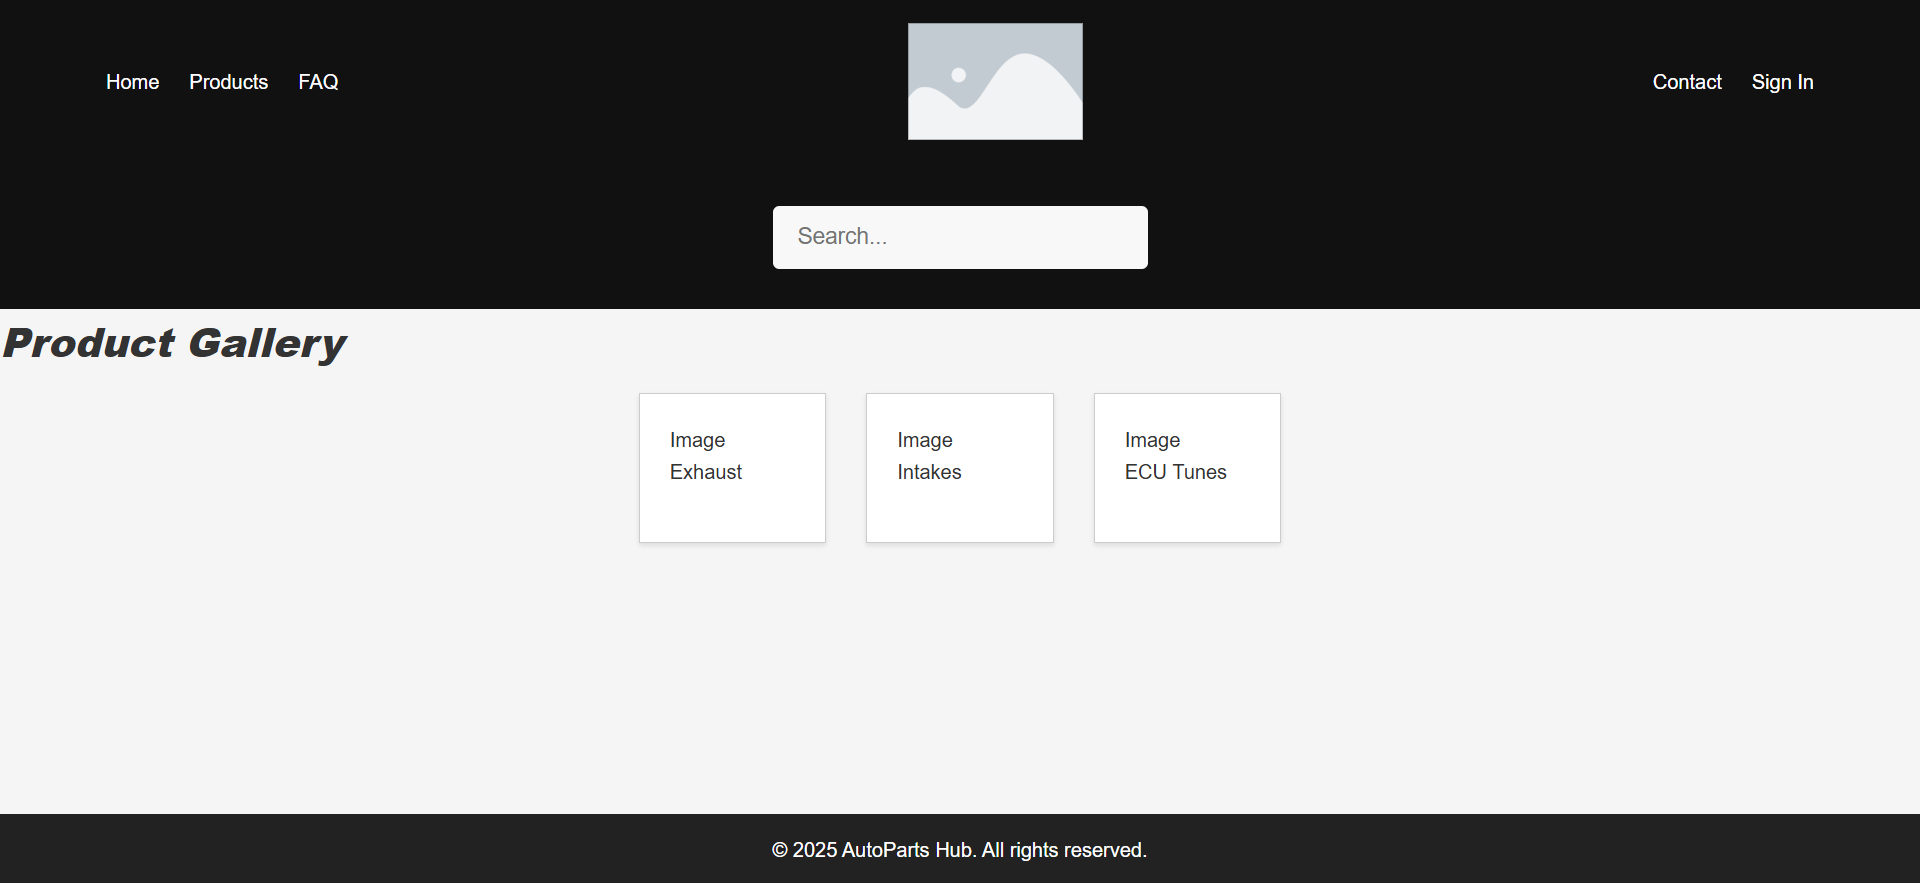 Home Products FAQ
Contact Sign In
Search...
Product Gallery
Image
Exhaust
Image
Intakes
Image
ECU Tunes
© 2025 AutoParts Hub. All rights reserved.